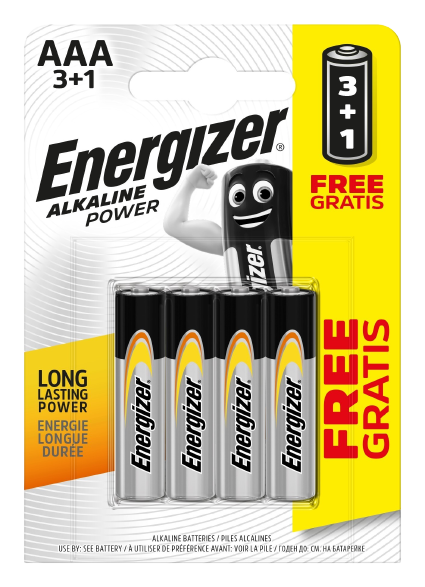 AAA
3+1
Energizer®
ALKALINE
POWER
3
+
1
FREE
GRATIS
izer.
FREE
GRATIS
LONG
LASTING
POWER
ENERGIE
LONGUE
DURÉE
Energizer.
Energizer.
Energizer.
Energizer.
ALKALINE BATTERIES / PILES ALCALINES
USE BY: SEE BATTERY / À UTILISER DE PRÉFÉRENCE AVANT: VOIR LA PILE / ГОДЕН ДО: СМ. НА БАТАРЕЙКЕ